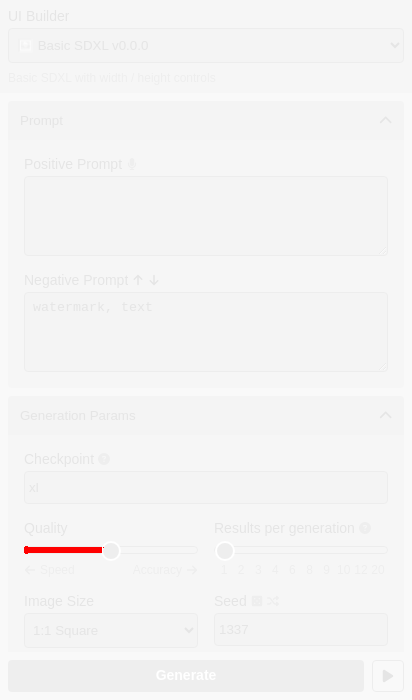 UI Builder
Basic SDXL v0.0.0
Basic SDXL with width / height controls
Prompt
Positive Prompt
Negative Prompt
watermark, text
Generation Params
Checkpoint
xl
Quality Results per generation
← Speed Accuracy → 1 2 3 4 6 8 9 10 12 20
Image Size Seed
1:1 Square 1337
Generate